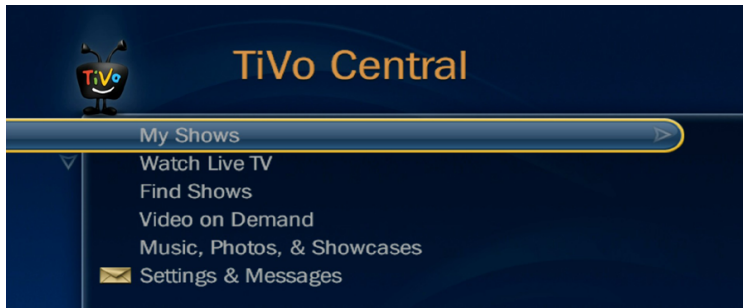 TiVo
TiVo Central
My Shows
Watch Live TV
Find Shows
Video on Demand
Music, Photos, & Showcases
Settings & Messages